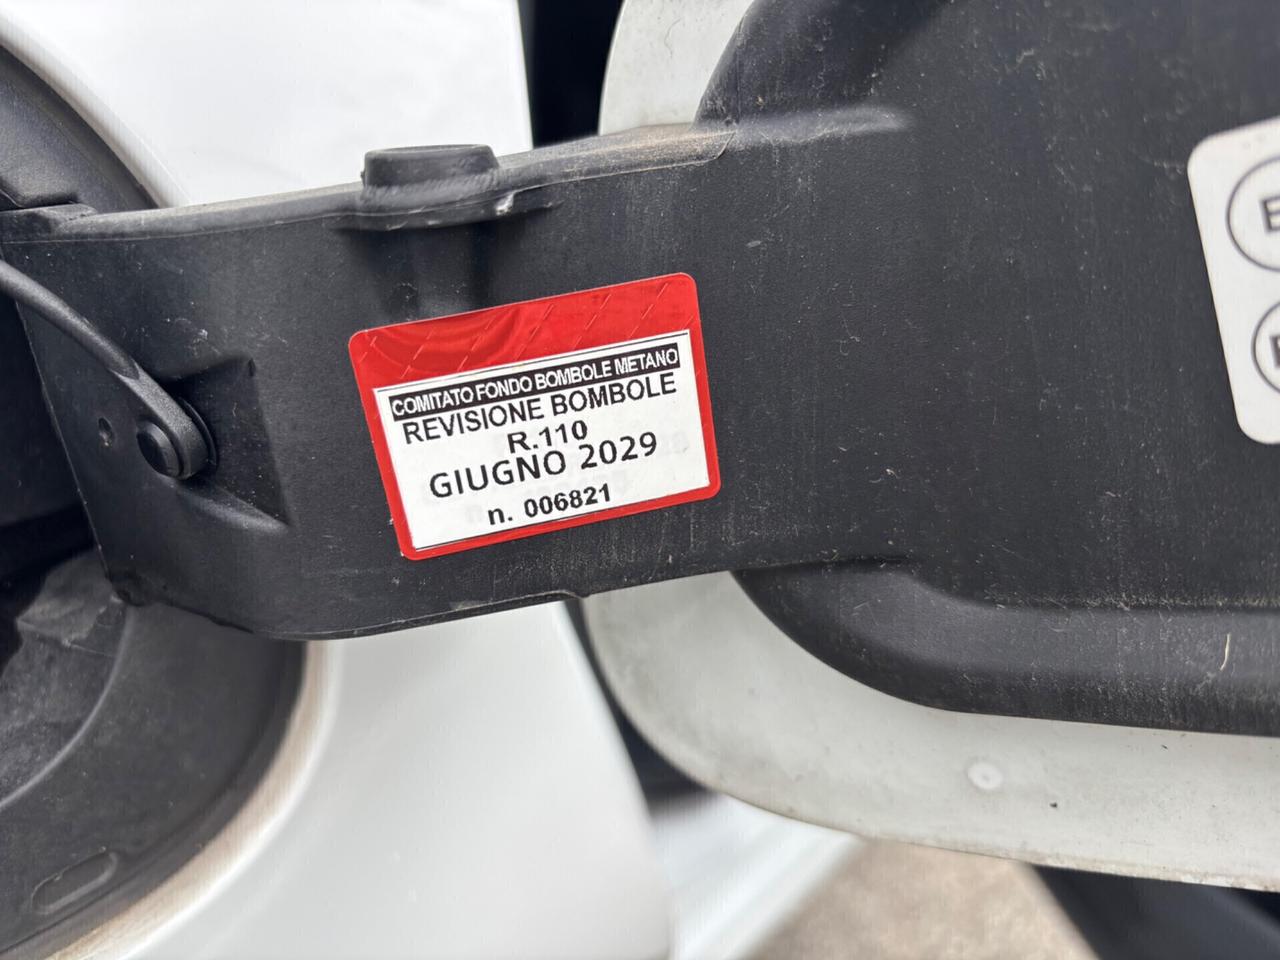 COMITATO FONDO BOMBOLE METANO
REVISIONE BOMBOLE
R.110
GIUGNO 2029
n. 006821
E